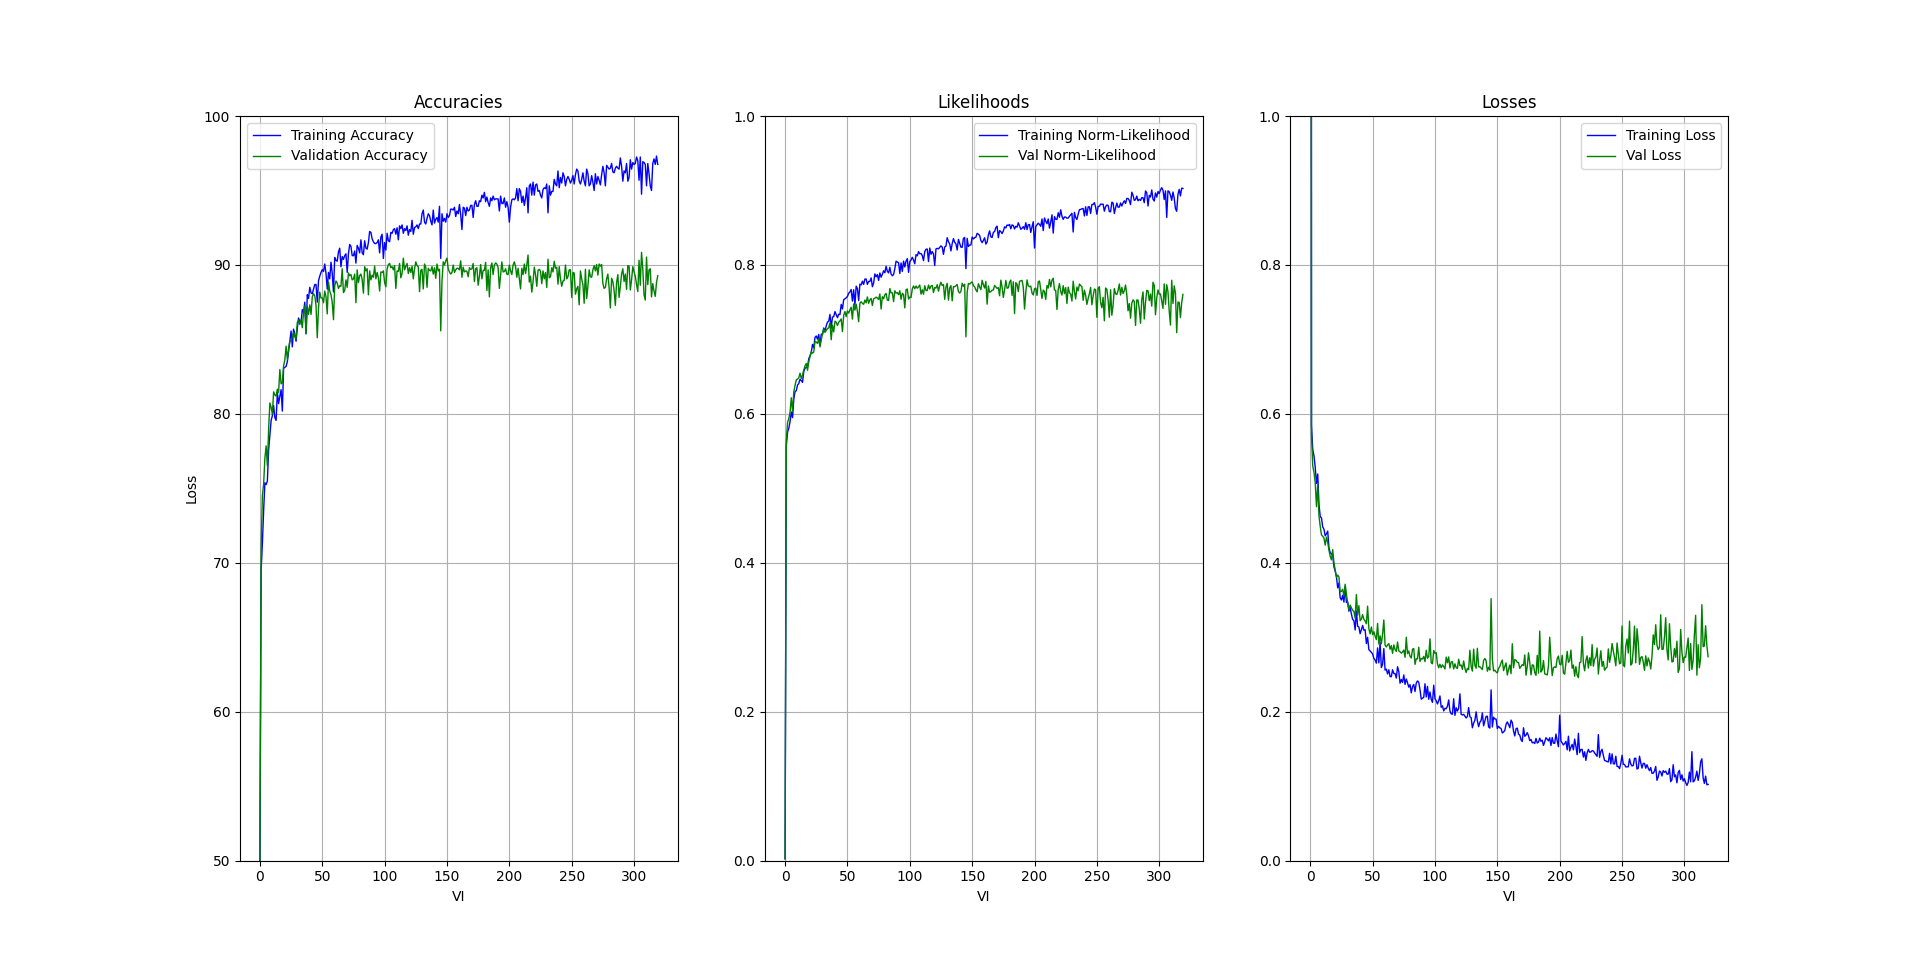 Accuracies
100
90
80
70
60
50
Loss
Training Accuracy
Validation Accuracy
0 50 100 150 200 250 300
VI
Likelihoods
1.0
0.8
0.6
0.4
0.2
0.0
Training Norm-Likelihood
Val Norm-Likelihood
0 50 100 150 200 250 300
VI
Losses
1.0
0.8
0.6
0.4
0.2
0.0
Training Loss
Val Loss
0 50 100 150 200 250 300
VI